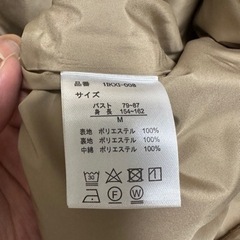 品番
サイズ
バスト 79-87
身長 154-162
M
表地 ポリエステル 100%
裏地 ポリエステル 100%
中綿 ポリエステル 100%